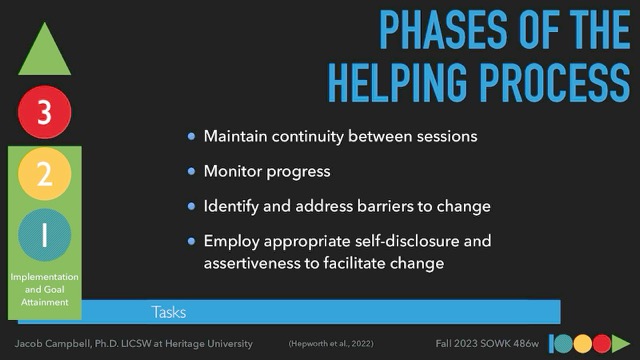 PHASES OF THE
HELPING PROCESS
3
2
1
Implementation
and Goal
Attainment
• Maintain continuity between sessions
• Monitor progress
• Identify and address barriers to change
• Employ appropriate self-disclosure and
assertiveness to facilitate change
Tasks
Jacob Campbell, Ph.D. LICSW at Heritage University
(Hepworth et al., 2022)
Fall 2023 SOWK 486w